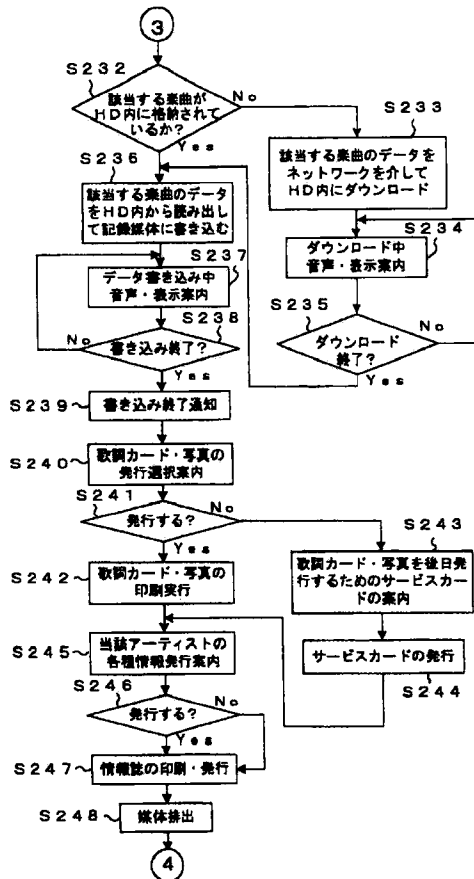 3
S232
該当する楽曲が
HD内に格納されて
いるか?
No
Yes
S233
該当する楽曲のデータを
ネットワークを介して
HD内にダウンロード
S234
ダウンロード中
音声・表示案内
S235
ダウンロード
終了?
No
Yes
S236
該当する楽曲のデータ
をHD内から読み出し
て記録媒体に書き込む
S237
データ書き込み中
音声・表示案内
S238
書き込み終了?
No
Yes
S239
書き込み終了通知
S240
歌詞カード・写真の
発行選択案内
S241
発行する?
No
Yes
S242
歌詞カード・写真の
印刷実行
S243
歌詞カード・写真を後日発
行するためのサービスカー
ドの案内
サービスカードの発行
S244
S245
当該アーティストの
各種情報発行案内
S246
発行する?
No
Yes
S247
情報誌の印刷・発行
S248
媒体排出
4